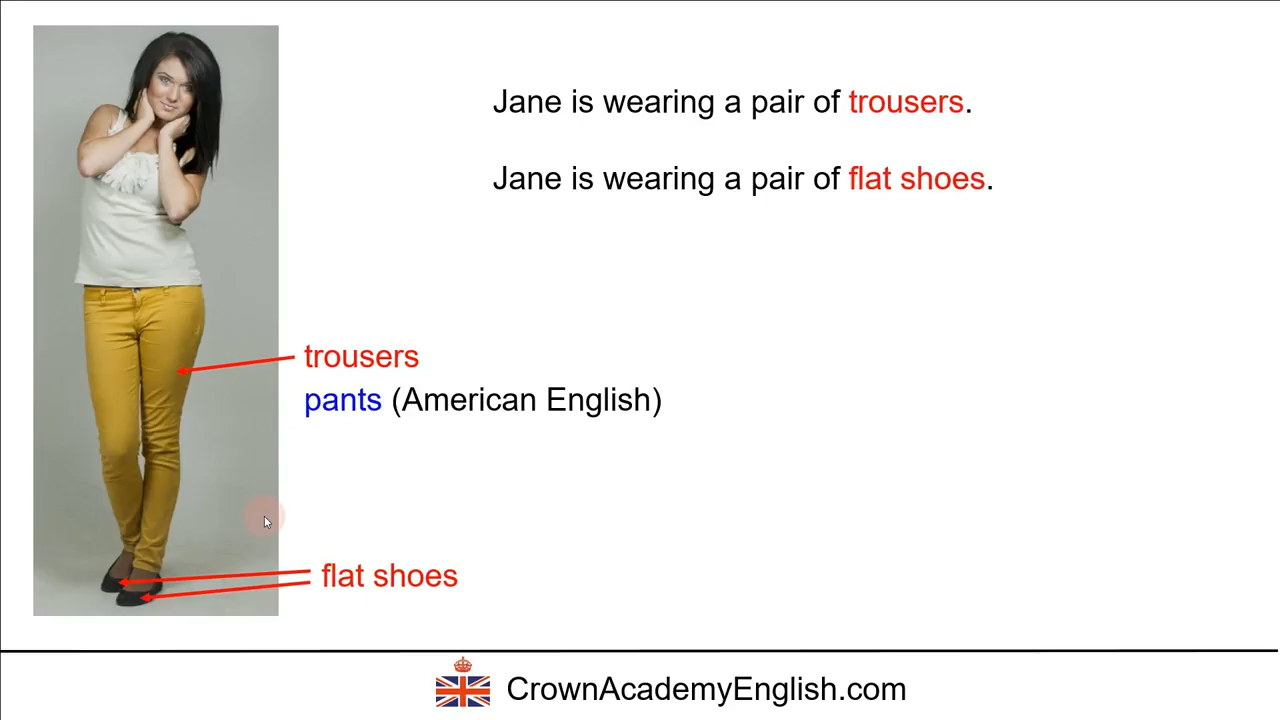 Jane is wearing a pair of trousers.
Jane is wearing a pair of flat shoes.
trousers
pants (American English)
flat shoes
CrownAcademyEnglish.com